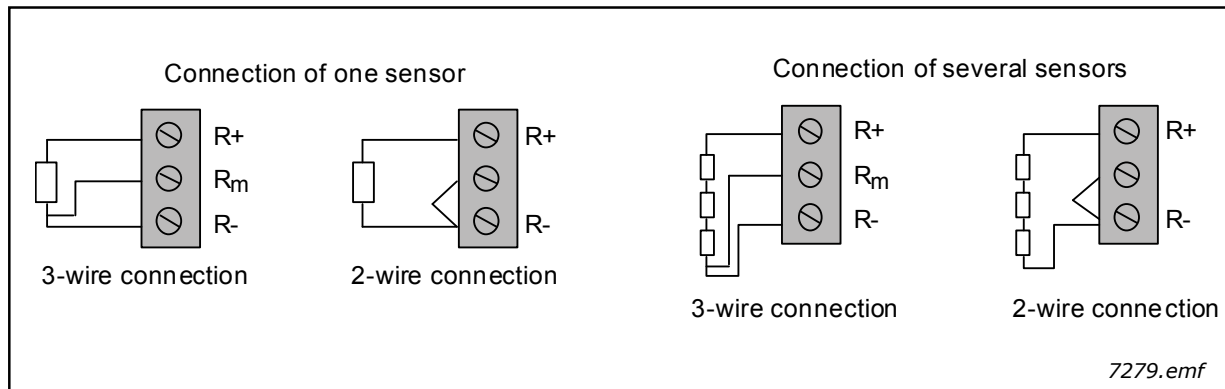 Connection of one sensor
R+
Rm
R-
3-wire connection
R+
R-
2-wire connection
Connection of several sensors
R+
Rm
R-
3-wire connection
R+
R-
2-wire connection
7279.emf